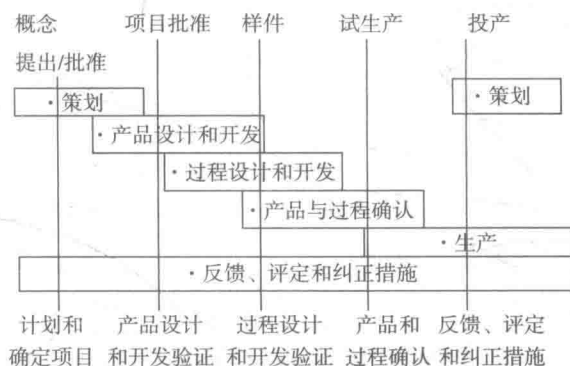 概念 项目批准 样件 试生产 投产
提出/批准
·策划 ·策划
·产品设计和开发
·过程设计和开发
·产品与过程确认
·生产
·反馈、评定和纠正措施
计划和 产品设计 过程设计 产品和 反馈、评定
确定项目 和开发验证 和开发验证 过程确认 和纠正措施